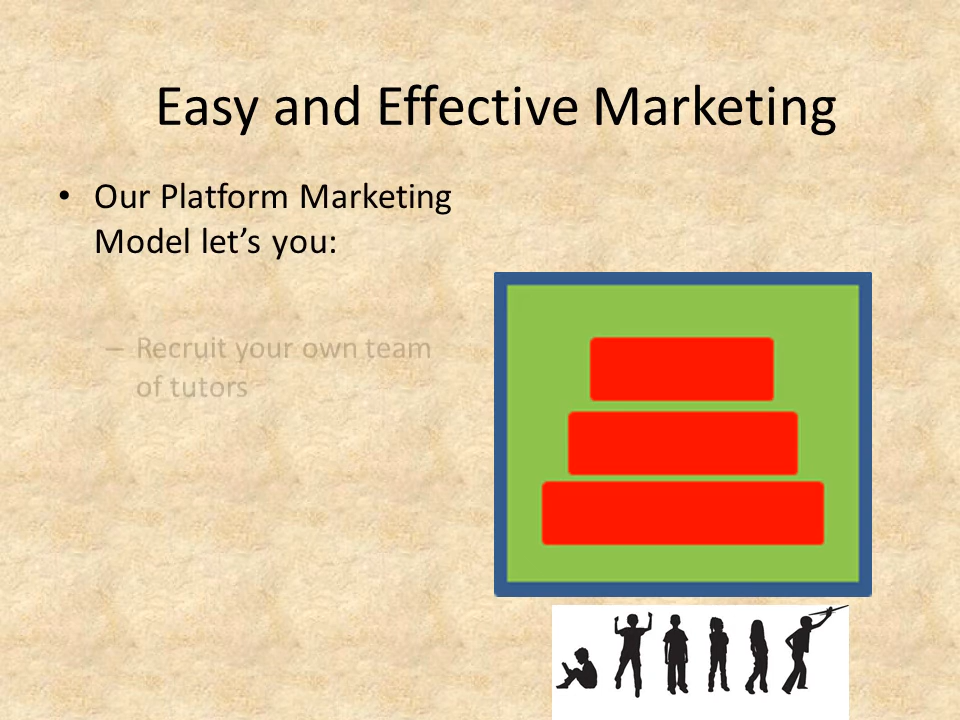 Easy and Effective Marketing
• Our Platform Marketing
Model let’s you:
– Recruit your own team
of tutors